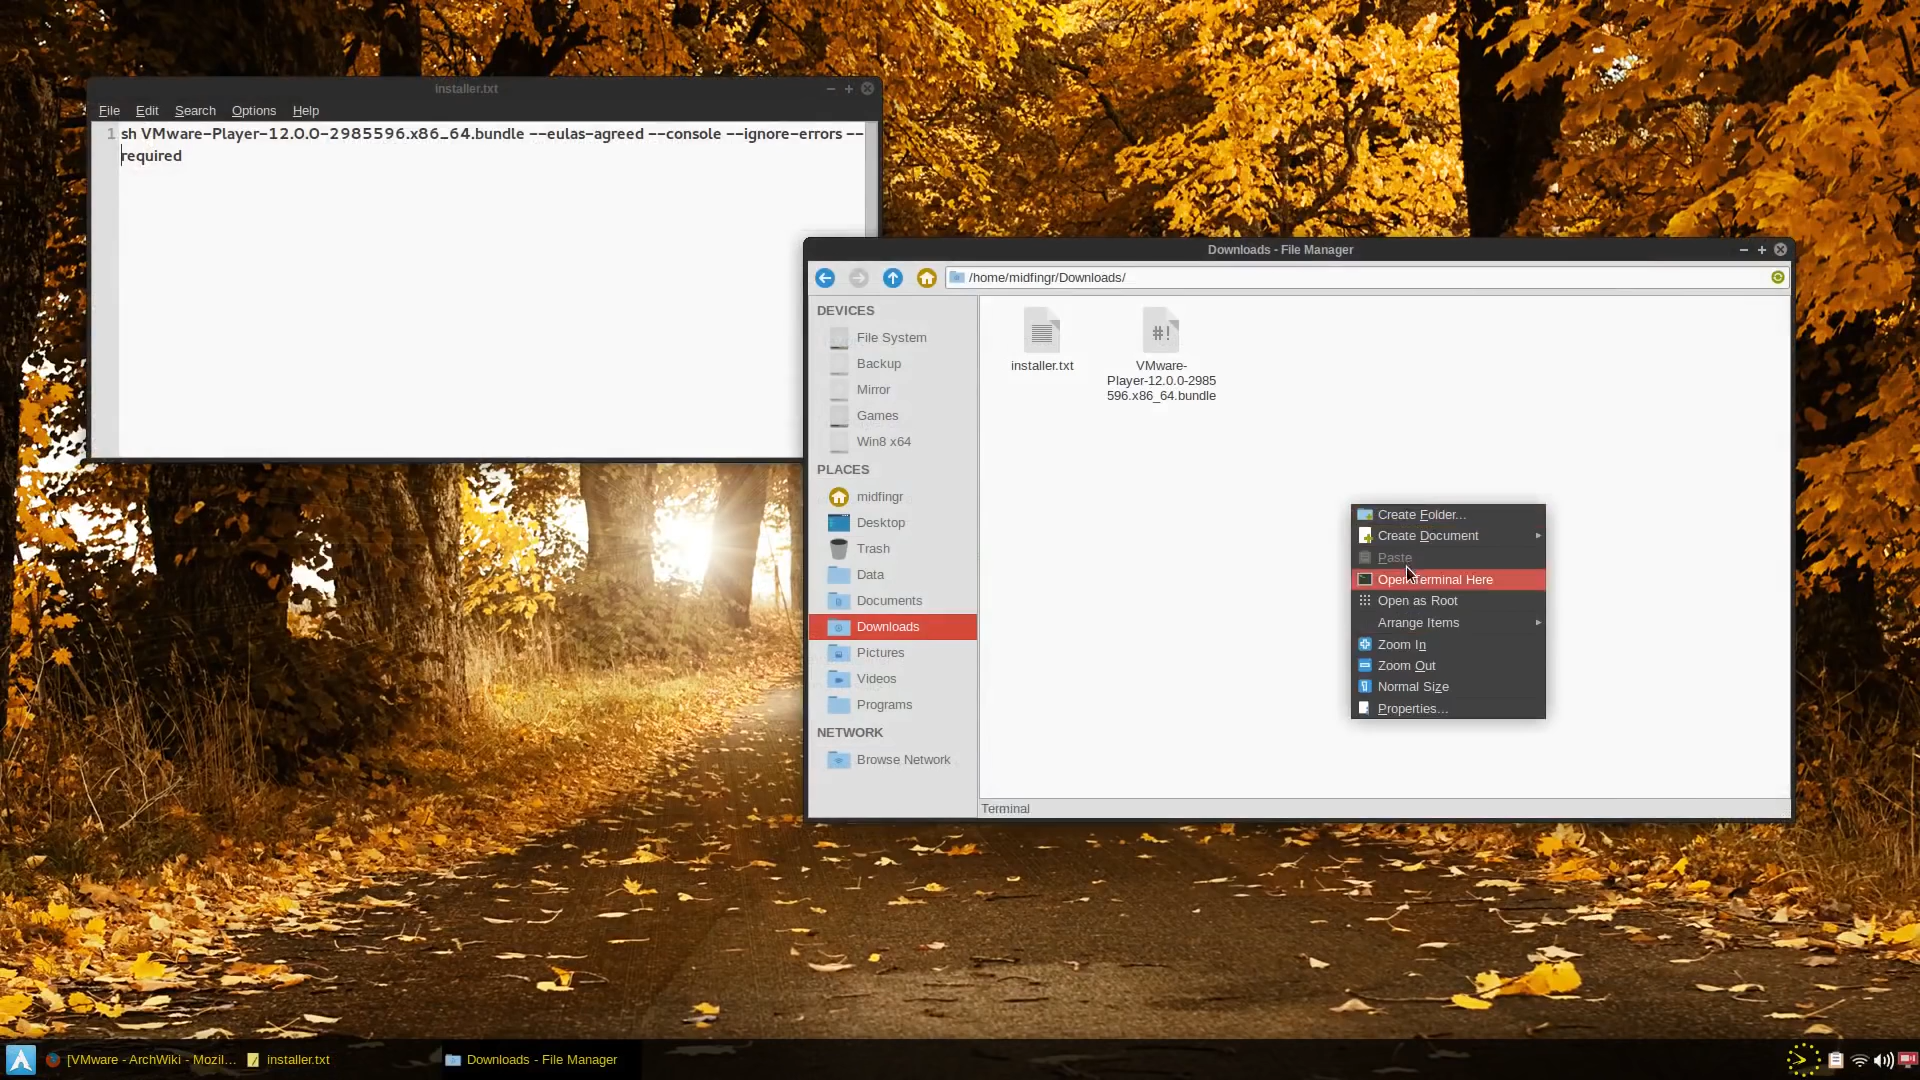 installer.txt
File Edit Search Options Help
1 sh VMware-Player-12.0.0-2985596.x86_64.bundle --eulas-agreed --console --ignore-errors --
required
Downloads - File Manager
/home/midfingr/Downloads/
DEVICES
File System
Backup
Mirror
Games
Win8 x64
PLACES
midfingr
Desktop
Trash
Data
Documents
Downloads
Pictures
Videos
Programs
NETWORK
Browse Network
installer.txt
#!
VMware-
Player-12.0.0-2985
596.x86_64.bundle
Create Folder...
Create Document
Paste
Open Terminal Here
Open as Root
Arrange Items
Zoom In
Zoom Out
Normal Size
Properties...
Terminal
[VMware - ArchWiki - Mozil...
installer.txt
Downloads - File Manager